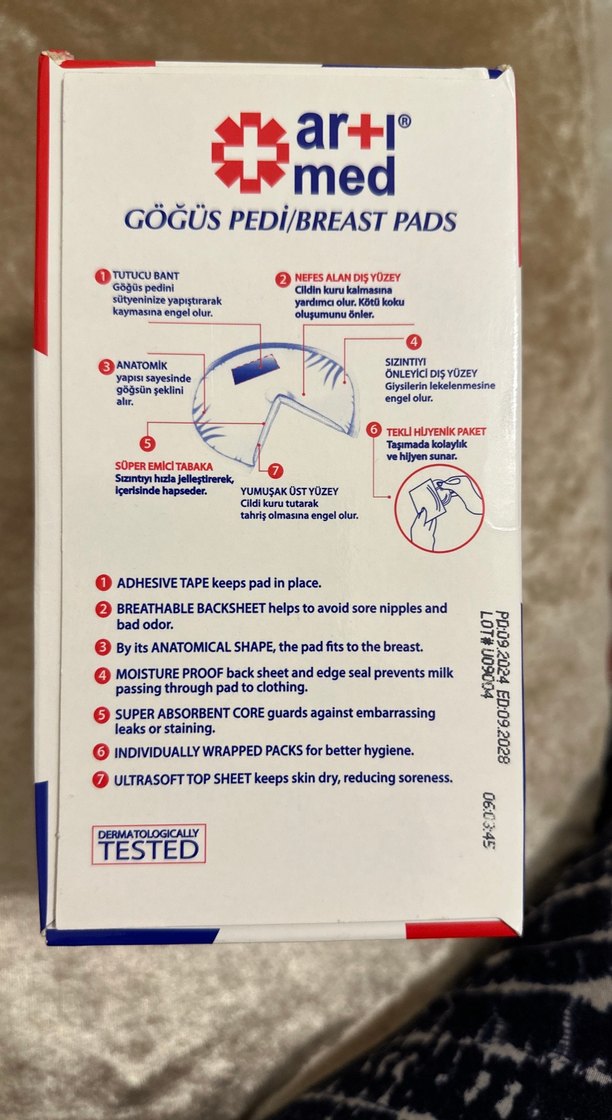 ar+ı®
med
GÖĞÜS PEDİ/BREAST PADS
1 TUTUCU BANT
Göğüs pedini
sütyeninize yapıştırarak
kaymasına engel olur.
2 NEFES ALAN DIŞ YÜZEY
Cildin kuru kalmasına
yardımcı olur. Kötü koku
oluşumunu önler.
3 ANATOMİK
yapısı sayesinde
göğsün şeklini
alır.
4
SIZINTIYI
ÖNLEYİCİ DIŞ YÜZEY
Giysilerin lekelenmesine
engel olur.
5
SÜPER EMİCİ TABAKA
Sızıntıyı hızla jelleştirerek,
içerisinde hapseder.
6 TEKLİ HİJYENİK PAKET
Taşımada kolaylık
ve hijyen sunar.
7
YUMUŞAK ÜST YÜZEY
Cildi kuru tutarak
tahriş olmasına engel olur.
1 ADHESIVE TAPE keeps pad in place.
2 BREATHABLE BACKSHEET helps to avoid sore nipples and
bad odor.
3 By its ANATOMICAL SHAPE, the pad fits to the breast.
4 MOISTURE PROOF back sheet and edge seal prevents milk
passing through pad to clothing.
5 SUPER ABSORBENT CORE guards against embarrassing
leaks or staining.
6 INDIVIDUALLY WRAPPED PACKS for better hygiene.
7 ULTRASOFT TOP SHEET keeps skin dry, reducing soreness.
DERMATOLOGICALLY
TESTED
PD:09.2024 ED:09.2028
LOT# U09004 06:03:45